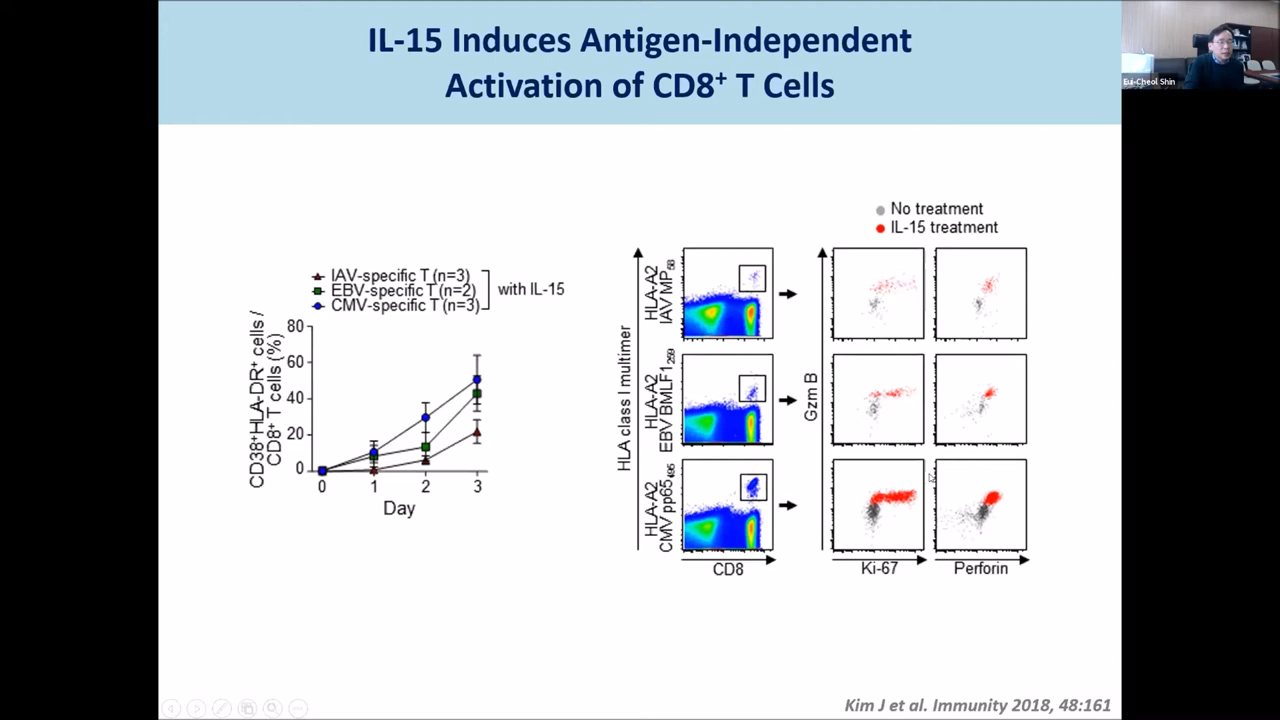 IL-15 Induces Antigen-Independent
Activation of CD8⁺ T Cells
Eui-Cheol Shin
IAV-specific T (n=3)
EBV-specific T (n=2)
CMV-specific T (n=3)
with IL-15
CD38⁺HLA-DR⁺ cells /
CD8⁺ T cells (%)
80
60
40
20
0
0 1 2 3
Day
No treatment
IL-15 treatment
HLA class I multimer
HLA-A2
IAV MP₅₈
HLA-A2
EBV BMLF1₂₅₉
HLA-A2
CMV pp65₄₉₅
CD8
Gzm B
Ki-67
Perforin
Kim J et al. Immunity 2018, 48:161